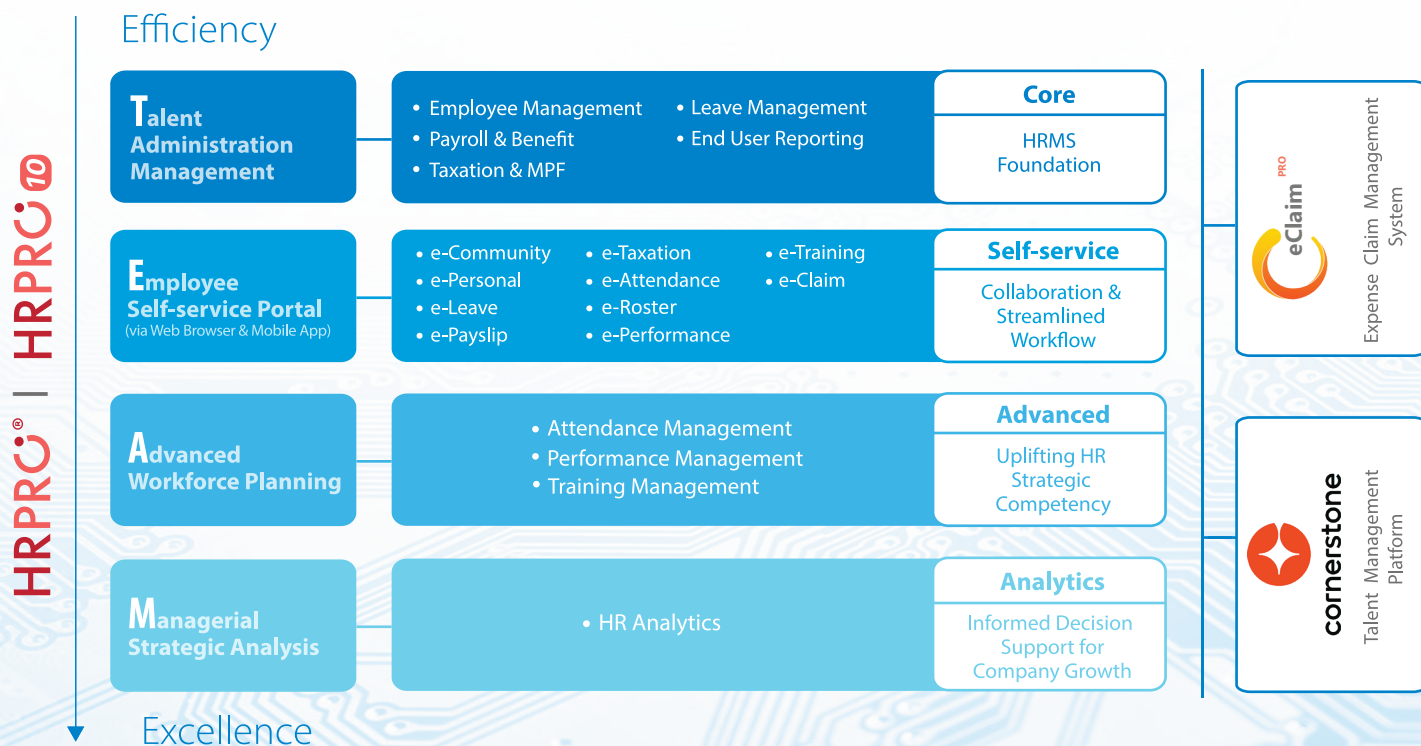 Efficiency
HRPRO® | HRPRO 10
Talent
Administration
Management
• Employee Management
• Payroll & Benefit
• Taxation & MPF
• Leave Management
• End User Reporting
Core
HRMS
Foundation
Employee
Self-service Portal
(via Web Browser & Mobile App)
• e-Community
• e-Personal
• e-Leave
• e-Payslip
• e-Taxation
• e-Attendance
• e-Roster
• e-Performance
• e-Training
• e-Claim
Self-service
Collaboration &
Streamlined
Workflow
Advanced
Workforce Planning
• Attendance Management
• Performance Management
• Training Management
Advanced
Uplifting HR
Strategic
Competency
Managerial
Strategic Analysis
• HR Analytics
Analytics
Informed Decision
Support for
Company Growth
Excellence
eClaim PRO
Expense Claim Management
System
cornerstone
Talent Management
Platform